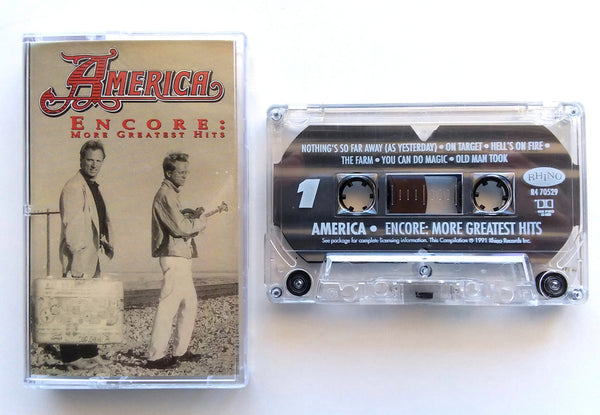 AMERICA
ENCORE:
MORE GREATEST HITS
NOTHING'S SO FAR AWAY (AS YESTERDAY) • ON TARGET • HELL'S ON FIRE •
THE FARM • YOU CAN DO MAGIC • OLD MAN TOOK
RHINO
R4 70529
1
AMERICA • ENCORE: MORE GREATEST HITS
See package for complete licensing information. This Compilation © 1991 Rhino Records Inc.